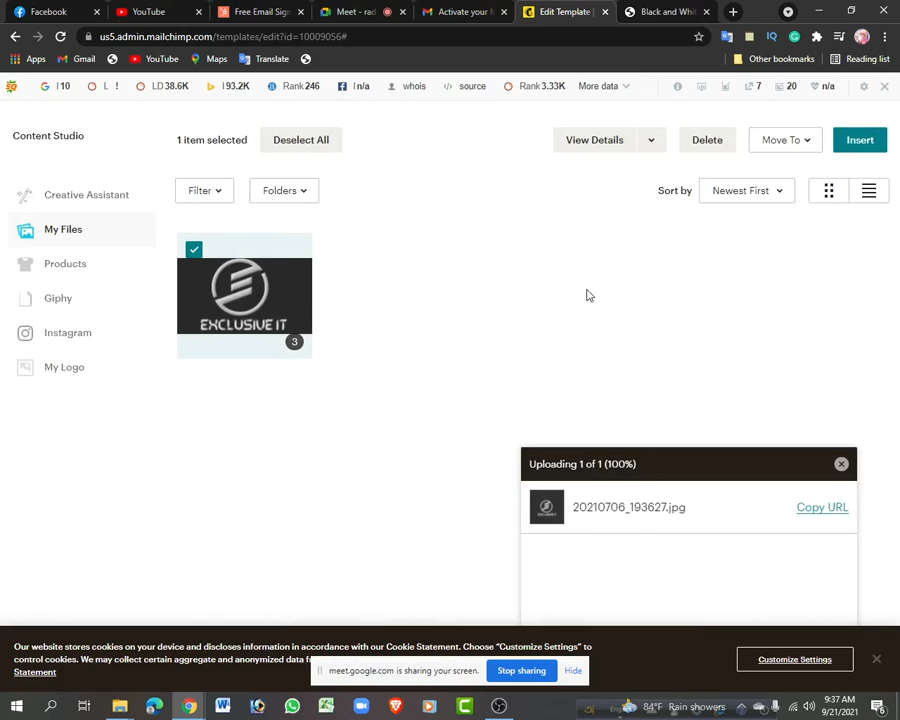 Facebook
YouTube
Free Email Sig
Meet - rad
Activate your M
Edit Template |
Black and Whi
us5.admin.mailchimp.com/templates/edit?id=10009056#
Apps
Gmail
YouTube
Maps
Translate
Other bookmarks
Reading list
I 10
L !
LD 38.6K
I 93.2K
Rank 246
I n/a
whois
source
Rank 3.33K
More data
7
20
n/a
Content Studio
1 item selected
Deselect All
View Details
Delete
Move To
Insert
Creative Assistant
My Files
Products
Giphy
Instagram
My Logo
Filter
Folders
Sort by
Newest First
EXCLUSIVE IT
3
Uploading 1 of 1 (100%)
20210706_193627.jpg
Copy URL
Our website stores cookies on your device and discloses information in accordance with our Cookie Statement. Choose "Customize Settings" to
control cookies. We may collect certain aggregate and anonymized data fr
Statement
meet.google.com is sharing your screen.
Stop sharing
Hide
Customize Settings
84°F Rain showers
9:37 AM
9/21/2021
6